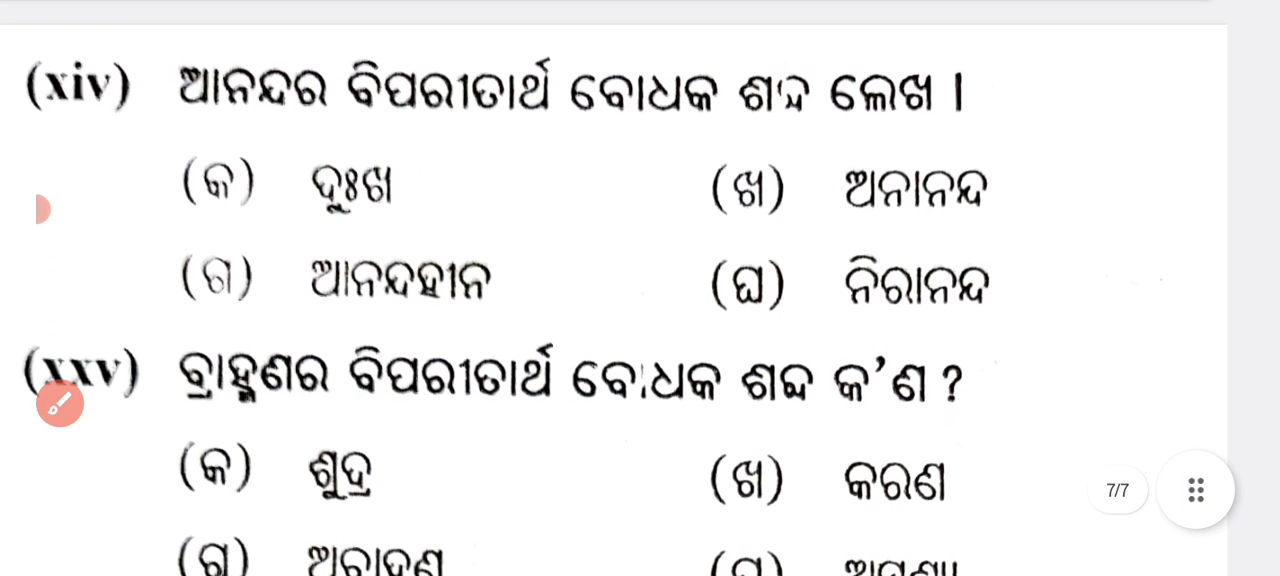 (xiv) ଆନନ୍ଦର ବିପରୀତାର୍ଥ ବୋଧକ ଶବ୍ଦ ଲେଖ ।
(କ) ଦୁଃଖ (ଖ) ଅନାନନ୍ଦ
(ଗ) ଆନନ୍ଦହୀନ (ଘ) ନିରାନନ୍ଦ
(xxv) ବ୍ରାହ୍ମଣର ବିପରୀତାର୍ଥ ବୋଧକ ଶବ୍ଦ କ'ଣ ?
(କ) ଶୁଦ୍ର (ଖ) କରଣ
7/7
(ଗ) (ଘ)